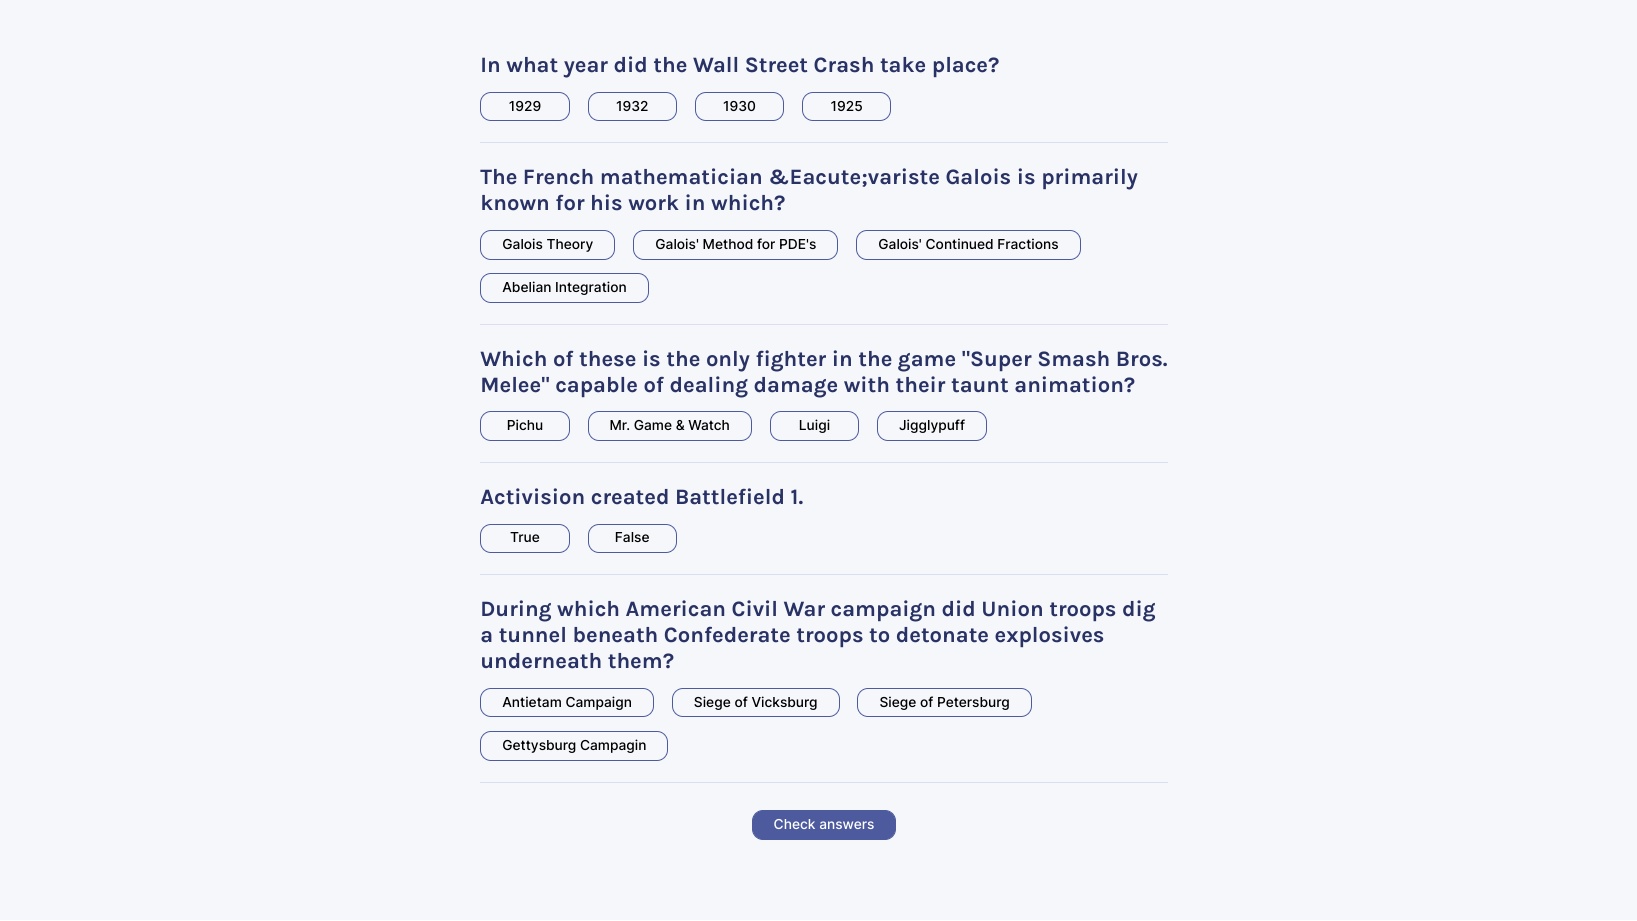 In what year did the Wall Street Crash take place?
1929 1932 1930 1925
The French mathematician &Eacute;variste Galois is primarily
known for his work in which?
Galois Theory Galois' Method for PDE's Galois' Continued Fractions
Abelian Integration
Which of these is the only fighter in the game "Super Smash Bros.
Melee" capable of dealing damage with their taunt animation?
Pichu Mr. Game & Watch Luigi Jigglypuff
Activision created Battlefield 1.
True False
During which American Civil War campaign did Union troops dig
a tunnel beneath Confederate troops to detonate explosives
underneath them?
Antietam Campaign Siege of Vicksburg Siege of Petersburg
Gettysburg Campagin
Check answers